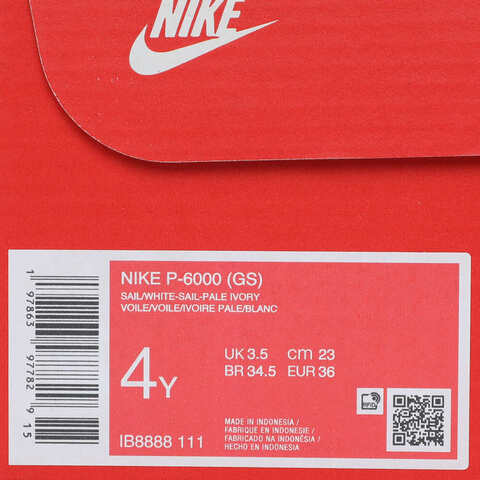 NIKE
NIKE P-6000 (GS)
SAIL/WHITE-SAIL-PALE IVORY
VOILE/VOILE/IVOIRE PALE/BLANC
4Y
UK 3.5 cm 23
BR 34.5 EUR 36
IB8888 111
MADE IN INDONESIA /
FABRIQUE EN INDONESIE /
FABRICADO NA INDONÉSIA /
HECHO EN INDONESIA
1 97863 97782 9 15